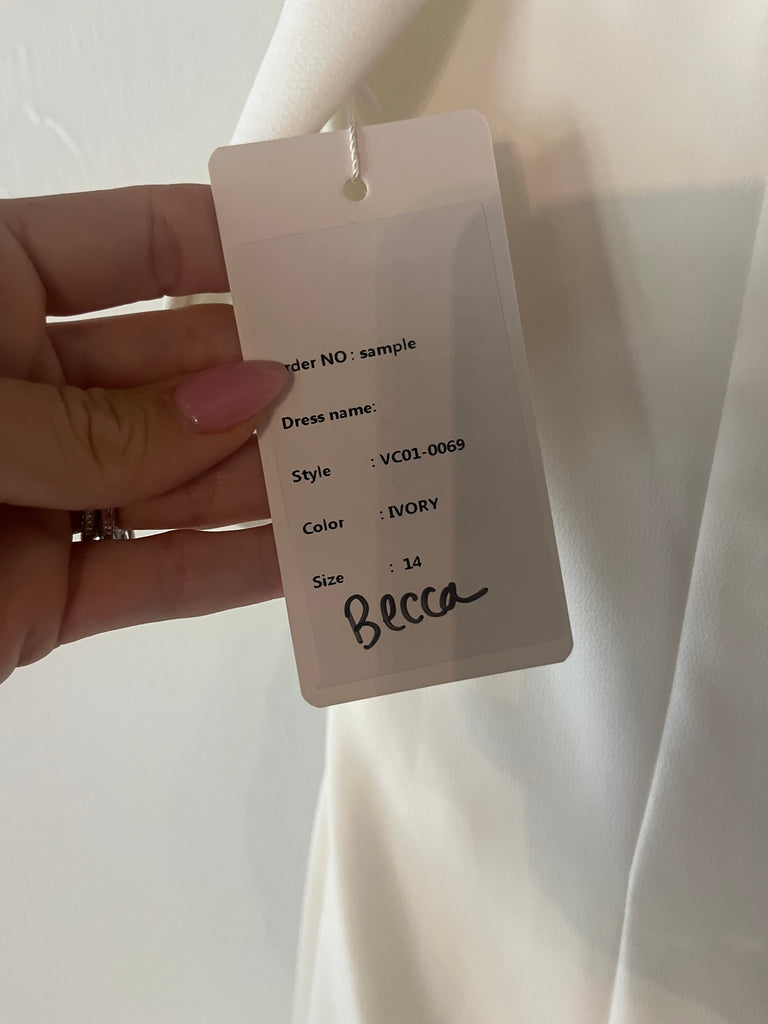 rder NO : sample
Dress name:
Style : VC01-0069
Color : IVORY
Size : 14
Becca